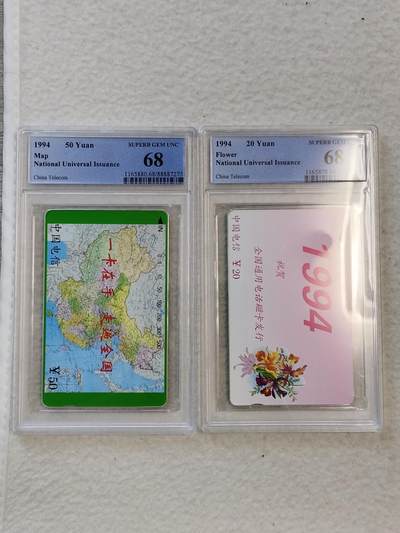 1994 50 Yuan SUPERB GEM UNC
Map 68
National Universal Issuance
China Telecom
中国电信
一卡在手 走遍全国
¥50
1994 20 Yuan SUPERB GEM
Flower 68
National Universal Issuance
China Telecom
中国电信 ¥20
祝贺
全国通用电话磁卡发行
1994